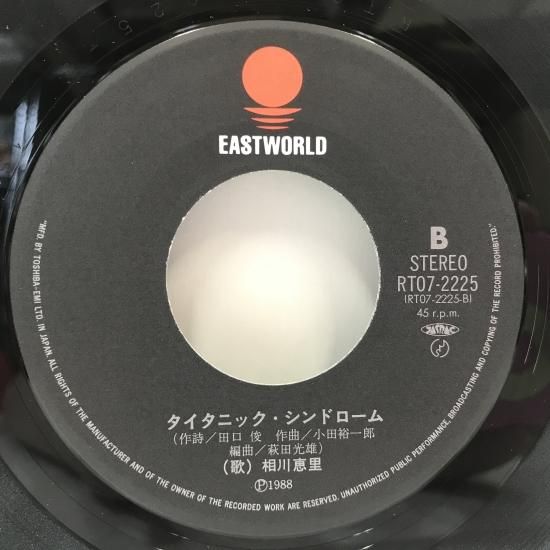 EASTWORLD
B
STEREO
RT07-2225
(RT07-2225-B)
45 r.p.m.
タイタニック・シンドローム
(作詩/田口 俊 作曲/小田裕一郎
編曲/萩田光雄)
(歌) 相川恵里
Ⓟ1988
"MFD. BY TOSHIBA-EMI LTD. IN JAPAN. ALL RIGHTS OF THE MANUFACTURER AND OF THE OWNER OF THE RECORDED WORK ARE RESERVED. UNAUTHORIZED PUBLIC PERFORMANCE, BROADCASTING AND COPYING OF THE RECORD PROHIBITED."